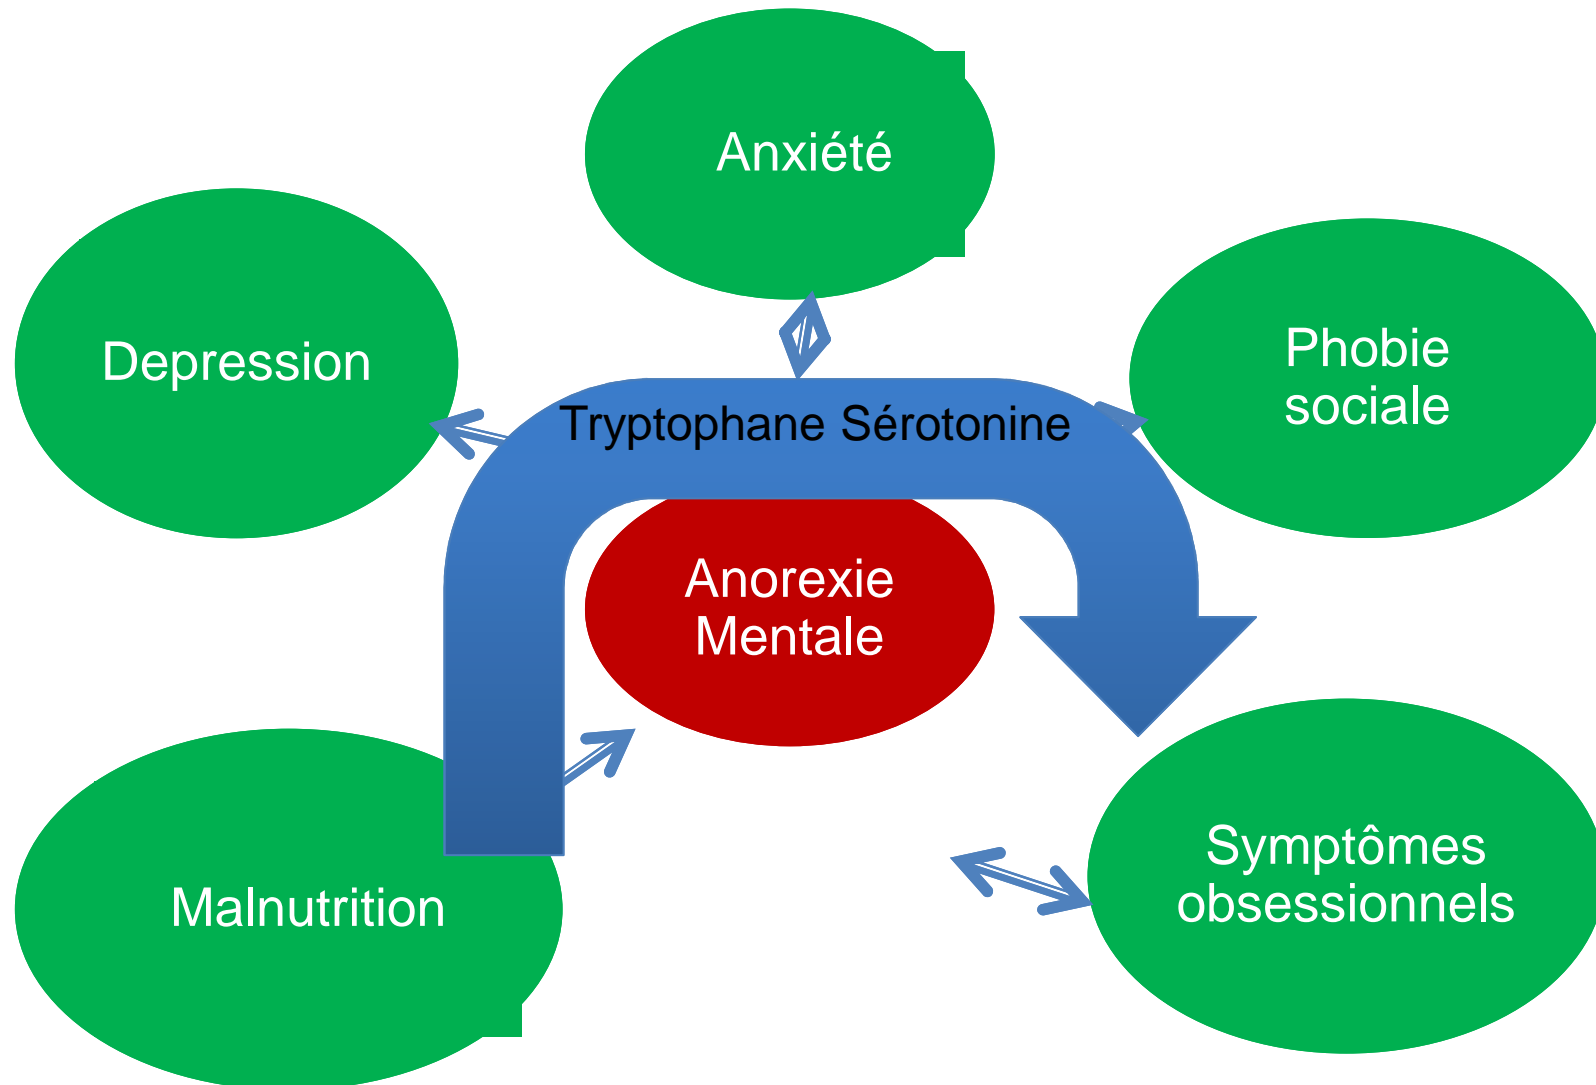 Anxiété
Depression
Phobie
sociale
Tryptophane Sérotonine
Anorexie
Mentale
Malnutrition
Symptômes
obsessionnels